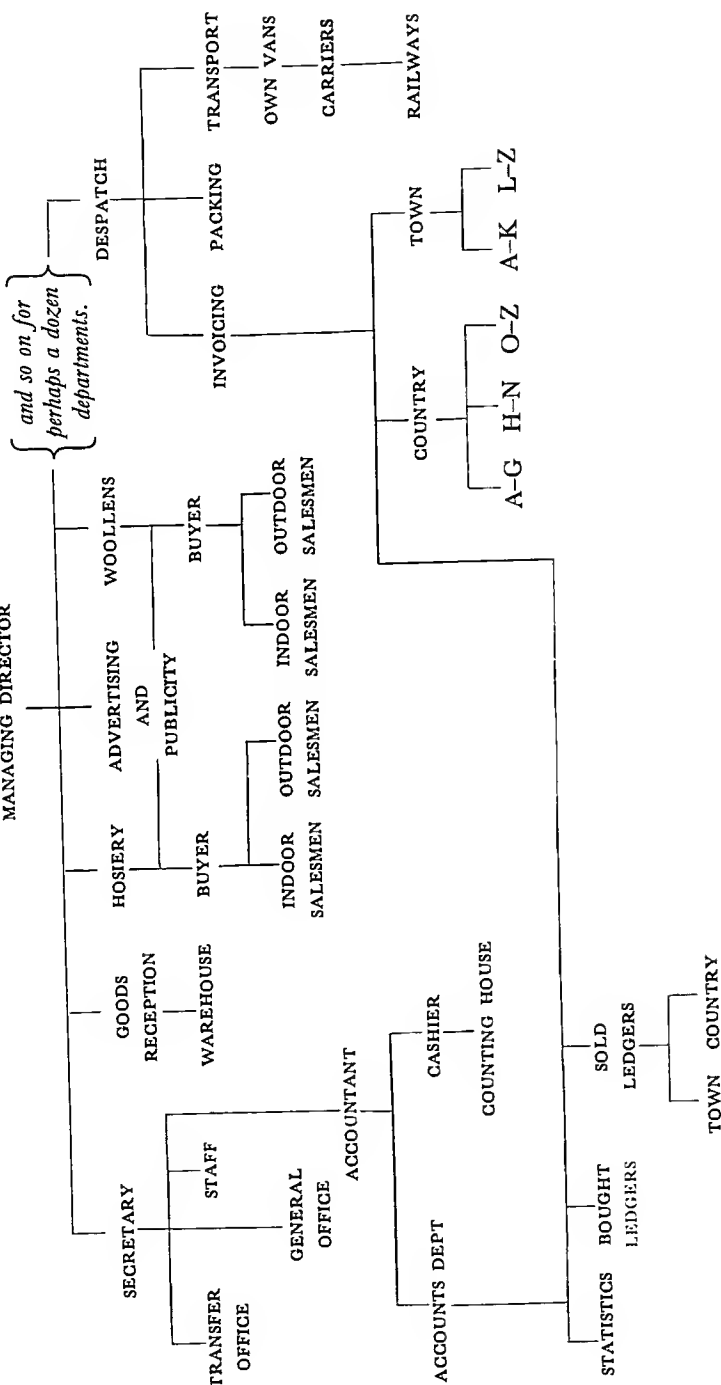 MANAGING DIRECTOR
and so on for
perhaps a dozen
departments.
SECRETARY
GOODS
RECEPTION
HOSIERY
ADVERTISING
AND
PUBLICITY
WOOLLENS
DESPATCH
TRANSFER
OFFICE
STAFF
GENERAL
OFFICE
ACCOUNTANT
WAREHOUSE
BUYER
INDOOR
SALESMEN
OUTDOOR
SALESMEN
BUYER
INDOOR
SALESMEN
OUTDOOR
SALESMEN
INVOICING
PACKING
TRANSPORT
OWN VANS
CARRIERS
RAILWAYS
ACCOUNTS DEPT
CASHIER
COUNTING HOUSE
COUNTRY
A–G H–N O–Z
TOWN
A–K L–Z
STATISTICS
BOUGHT
LEDGERS
SOLD
LEDGERS
TOWN COUNTRY